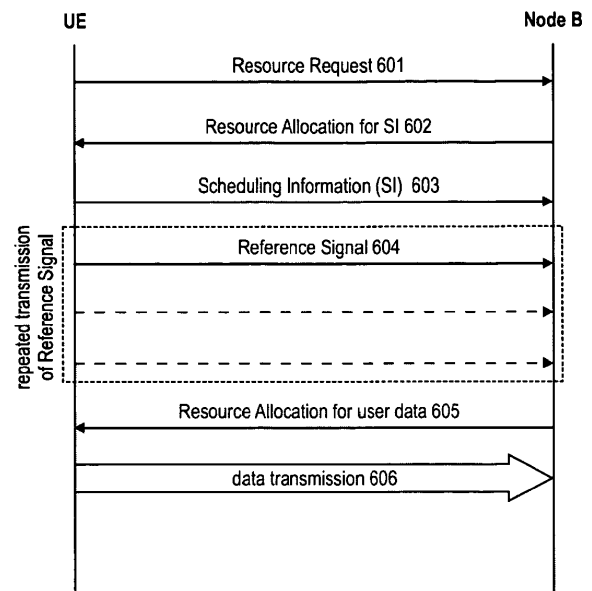 UE
Node B
Resource Request 601
Resource Allocation for SI 602
Scheduling Information (SI) 603
repeated transmission
of Reference Signal
Reference Signal 604
Resource Allocation for user data 605
data transmission 606